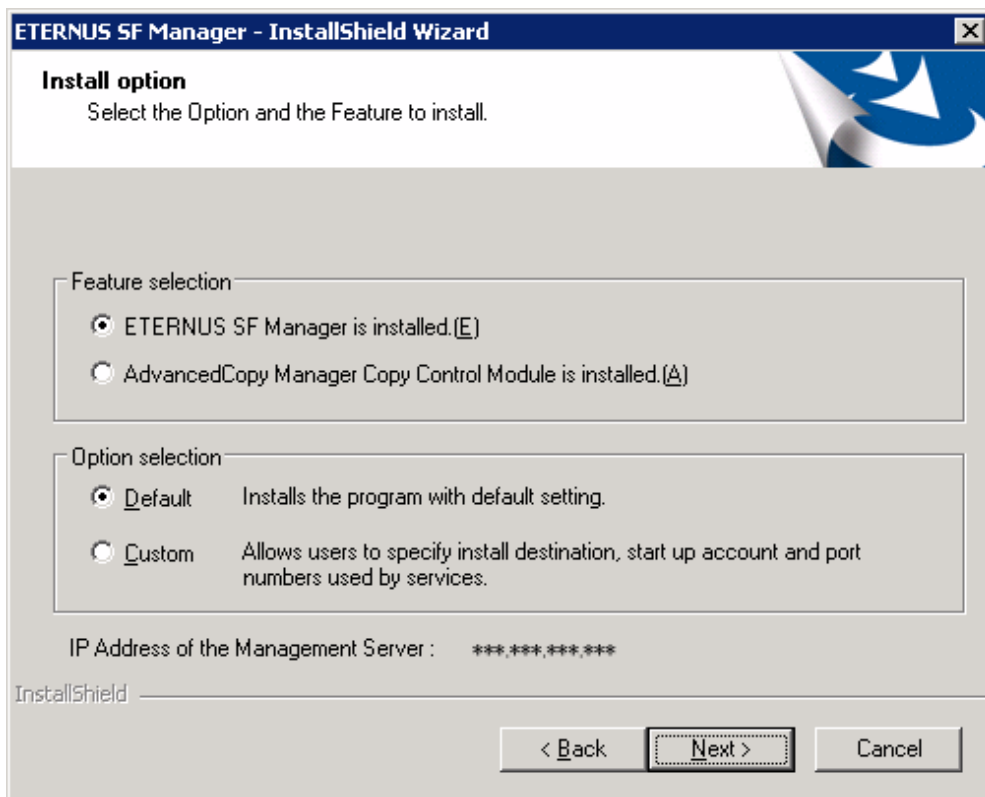 ETERNUS SF Manager - InstallShield Wizard
Install option
Select the Option and the Feature to install.
Feature selection
ETERNUS SF Manager is installed.(E)
AdvancedCopy Manager Copy Control Module is installed.(A)
Option selection
Default Installs the program with default setting.
Custom Allows users to specify install destination, start up account and port
numbers used by services.
IP Address of the Management Server : ***.***.***.***
InstallShield
< Back Next > Cancel